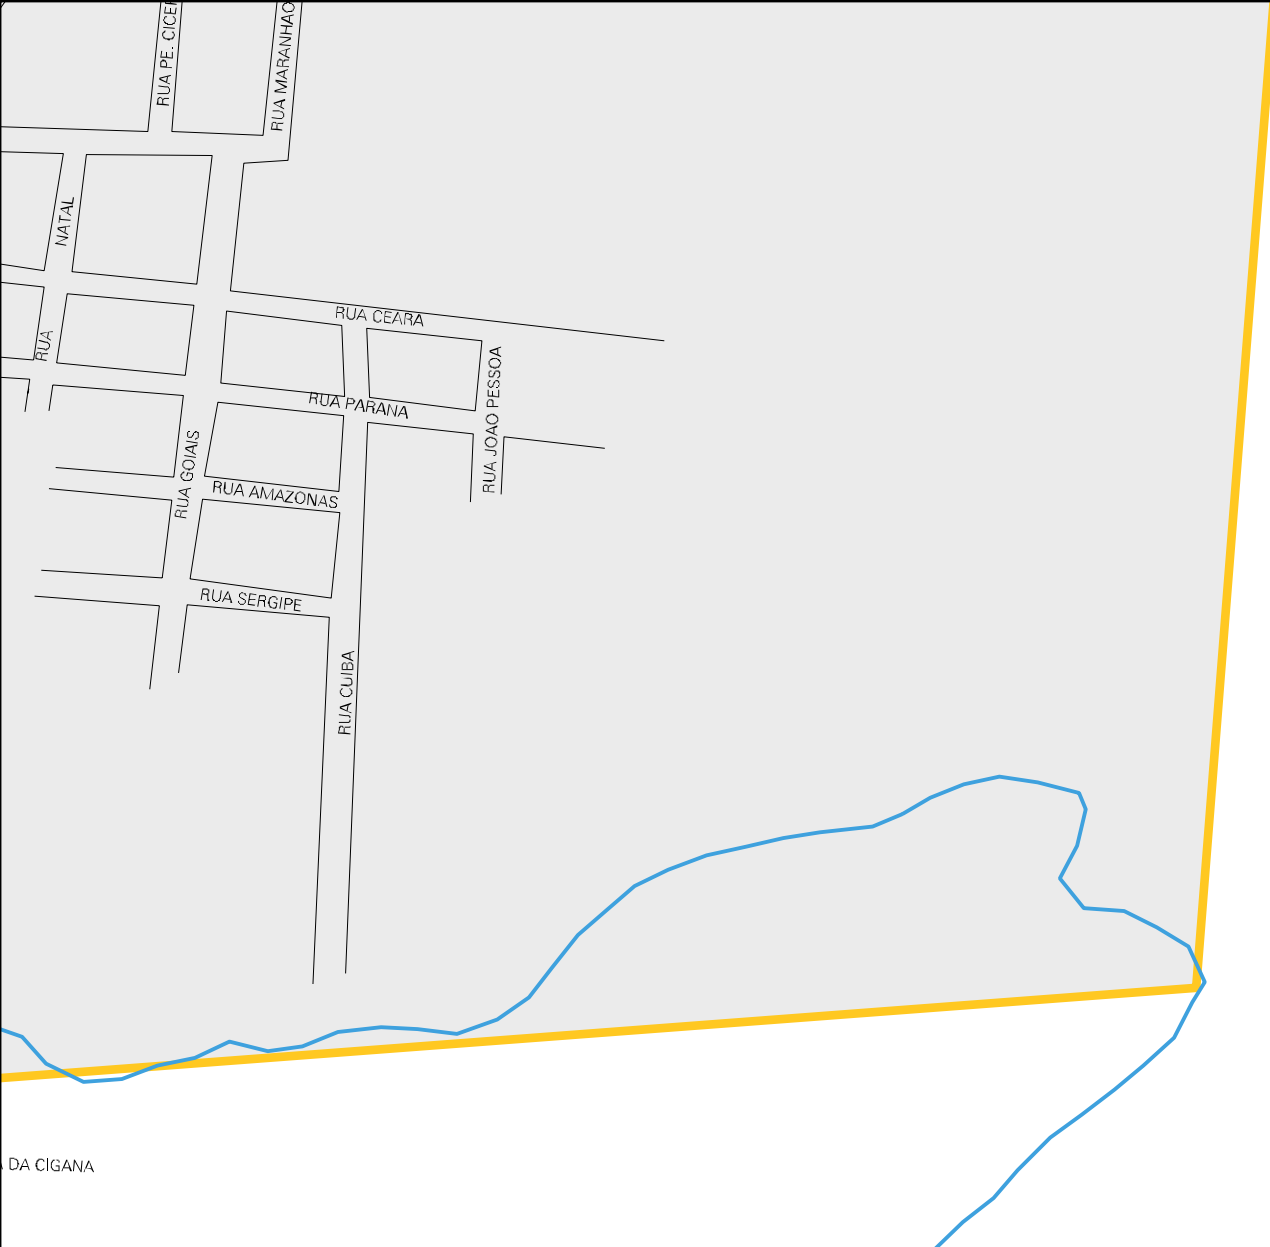 RUA PE. CICE
RUA MARANHAO
NATAL
RUA
RUA CEARA
RUA JOAO PESSOA
RUA PARANA
RUA GOIAIS
RUA AMAZONAS
RUA SERGIPE
RUA CUIBA
DA CIGANA